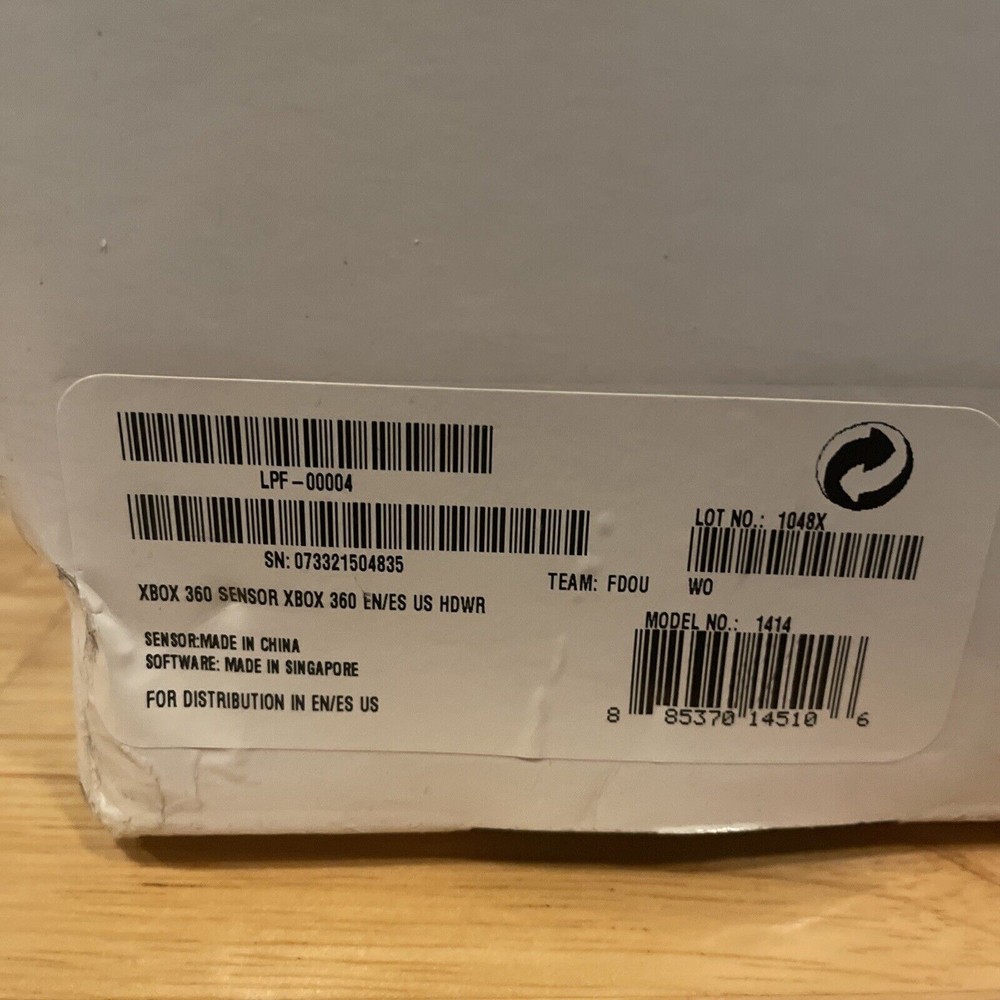 LPF-00004
SN: 073321504835
XBOX 360 SENSOR XBOX 360 EN/ES US HDWR
SENSOR:MADE IN CHINA
SOFTWARE: MADE IN SINGAPORE
FOR DISTRIBUTION IN EN/ES US
TEAM: FDOU
LOT NO.: 1048X
WO
MODEL NO.: 1414
8 85370 14510 6